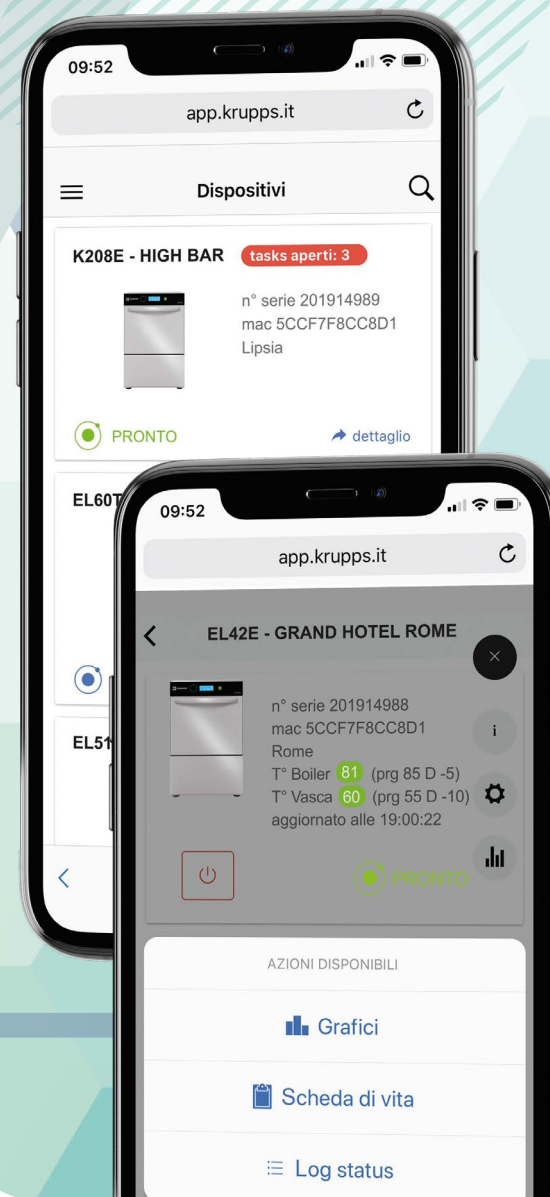 09:52
app.krupps.it
Dispositivi
K208E - HIGH BAR
tasks aperti: 3
n° serie 201914989
mac 5CCF7F8CC8D1
Lipsia
PRONTO
dettaglio
EL60T
EL51
09:52
app.krupps.it
EL42E - GRAND HOTEL ROME
n° serie 201914988
mac 5CCF7F8CC8D1
Rome
T° Boiler 81 (prg 85 D -5)
T° Vasca 60 (prg 55 D -10)
aggiornato alle 19:00:22
i
PRONTO
AZIONI DISPONIBILI
Grafici
Scheda di vita
Log status